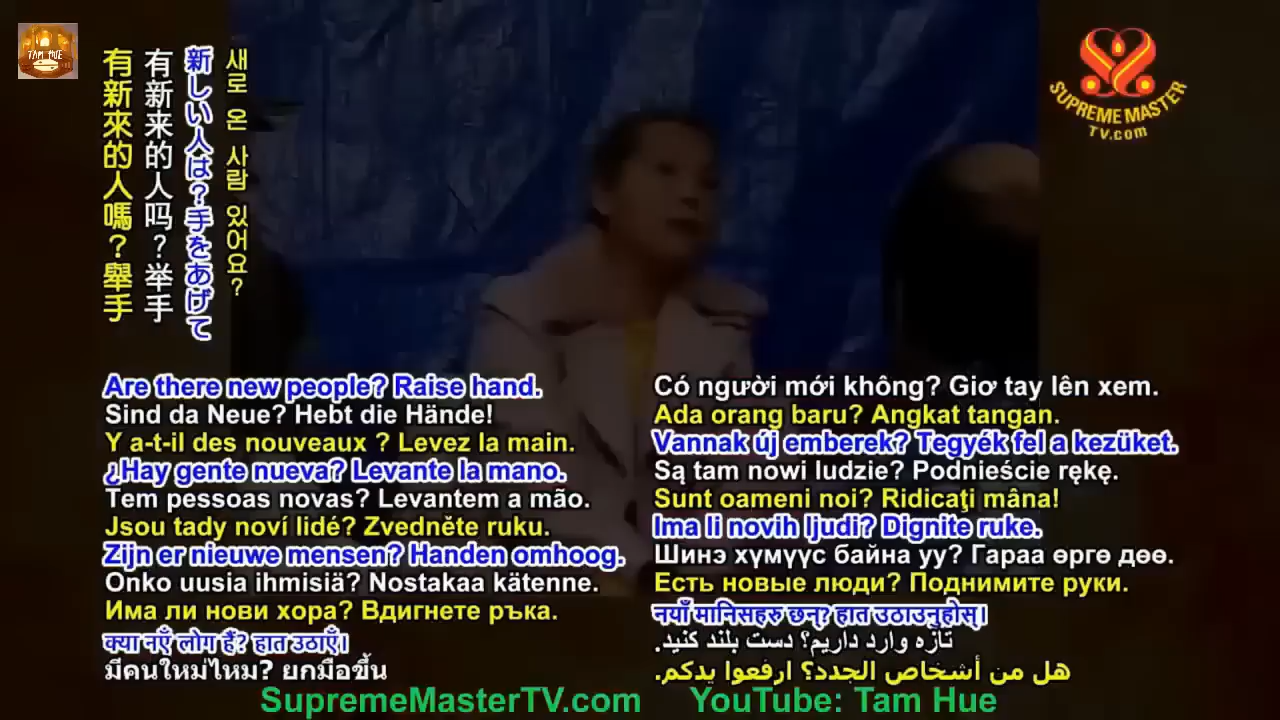 TAM HUE
SUPREME MASTER
TV.com
새로 온 사람 있어요?
新しい人は？手をあげて
有新来的人吗？举手
有新來的人嗎？舉手
Are there new people? Raise hand.
Sind da Neue? Hebt die Hände!
Y a-t-il des nouveaux ? Levez la main.
¿Hay gente nueva? Levante la mano.
Tem pessoas novas? Levantem a mão.
Jsou tady noví lidé? Zvedněte ruku.
Zijn er nieuwe mensen? Handen omhoog.
Onko uusia ihmisiä? Nostakaa kätenne.
Има ли нови хора? Вдигнете ръка.
क्या नएँ लोग हैं? हात उठाएँ।
มีคนใหม่ไหม? ยกมือขึ้น
Có người mới không? Giơ tay lên xem.
Ada orang baru? Angkat tangan.
Vannak új emberek? Tegyék fel a kezüket.
Są tam nowi ludzie? Podnieście rękę.
Sunt oameni noi? Ridicaţi mâna!
Ima li novih ljudi? Dignite ruke.
Шинэ хүмүүс байна уу? Гараа өргө дөө.
Есть новые люди? Поднимите руки.
नयाँ मानिसहरु छन्? हात उठाउनुहोस्।
تازه وارد داریم؟ دست بلند کنید.
هل من أشخاص الجدد؟ ارفعوا يدكم.
SupremeMasterTV.com
YouTube: Tam Hue